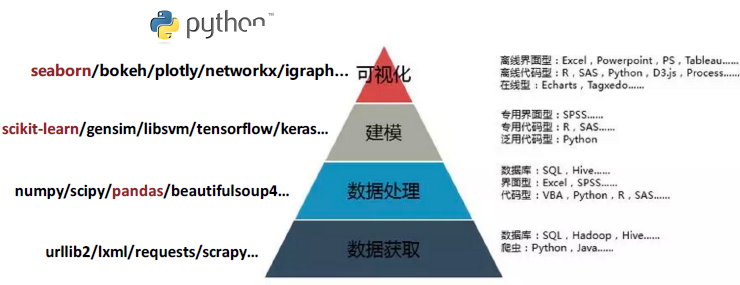 python™
seaborn/bokeh/plotly/networkx/igraph...
可视化
离线界面型：Excel，Powerpoint，PS，Tableau......
离线代码型：R，SAS，Python，D3.js，Process......
在线型：Echarts，Tagxedo......
scikit-learn/gensim/libsvm/tensorflow/keras...
建模
专用界面型：SPSS......
专用代码型：R，SAS......
泛用代码型：Python
numpy/scipy/pandas/beautifulsoup4...
数据处理
数据库：SQL，Hive......
界面型：Excel，SPSS......
代码型：VBA，Python，R，SAS......
urllib2/lxml/requests/scrapy...
数据获取
数据库：SQL，Hadoop，Hive......
爬虫：Python，Java......